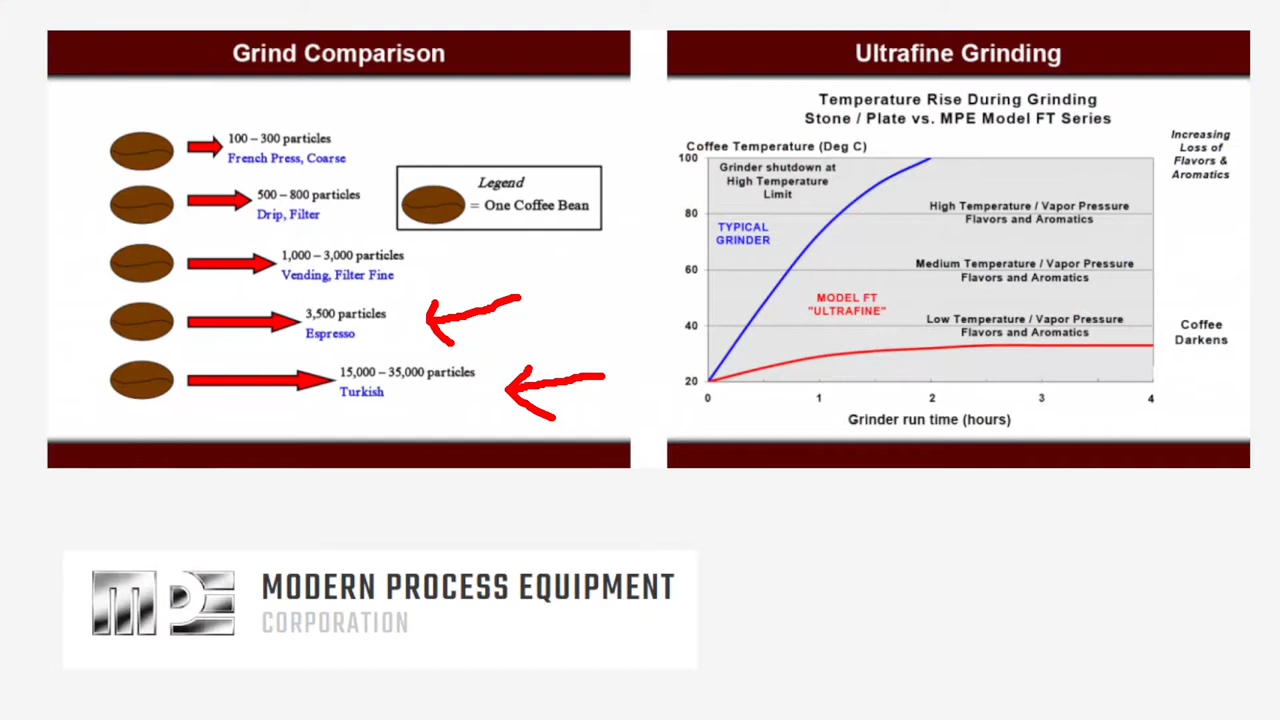 Grind Comparison
100 – 300 particles
French Press, Coarse
500 – 800 particles
Drip, Filter
1,000 – 3,000 particles
Vending, Filter Fine
3,500 particles
Espresso
15,000 – 35,000 particles
Turkish
Legend
= One Coffee Bean
Ultrafine Grinding
Temperature Rise During Grinding
Stone / Plate vs. MPE Model FT Series
Coffee Temperature (Deg C)
100
80
60
40
20
Grinder shutdown at
High Temperature
Limit
TYPICAL
GRINDER
MODEL FT
"ULTRAFINE"
High Temperature / Vapor Pressure
Flavors and Aromatics
Medium Temperature / Vapor Pressure
Flavors and Aromatics
Low Temperature / Vapor Pressure
Flavors and Aromatics
Increasing
Loss of
Flavors &
Aromatics
Coffee
Darkens
0 1 2 3 4
Grinder run time (hours)
MPE
MODERN PROCESS EQUIPMENT
CORPORATION